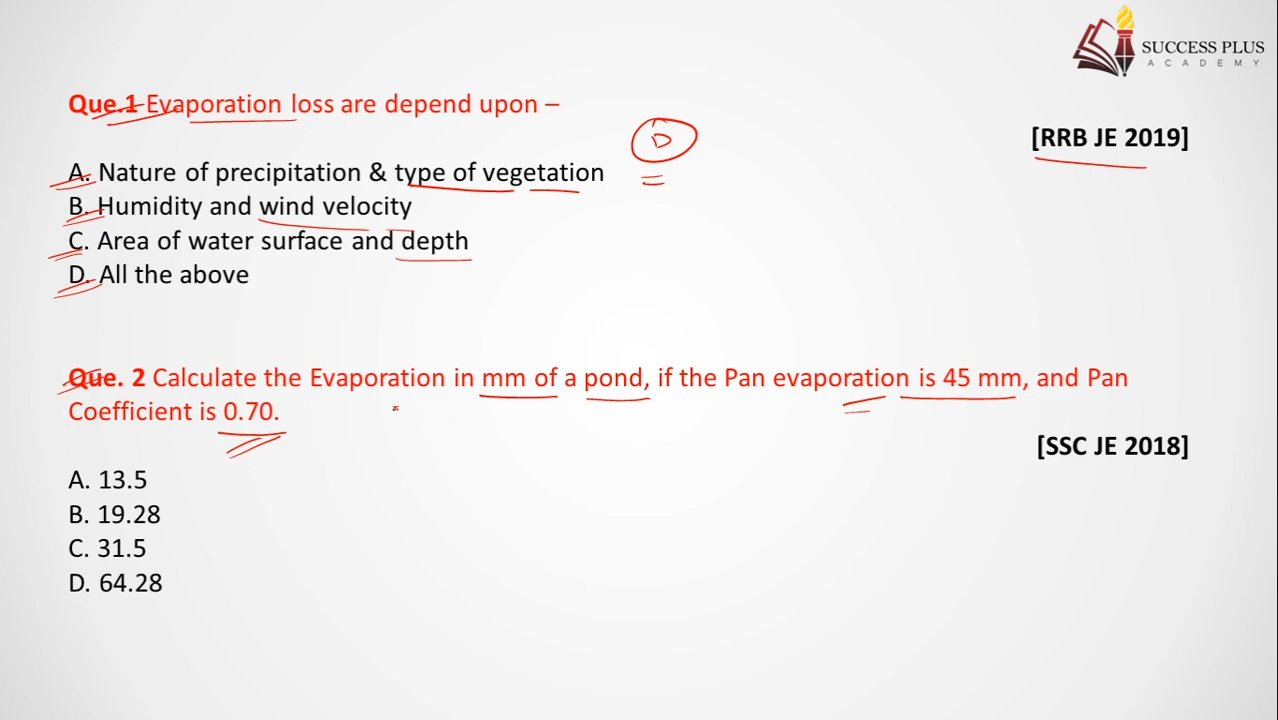 SUCCESS PLUS
ACADEMY
Que.1 Evaporation loss are depend upon –
D
[RRB JE 2019]
A. Nature of precipitation & type of vegetation
B. Humidity and wind velocity
C. Area of water surface and depth
D. All the above
Que. 2 Calculate the Evaporation in mm of a pond, if the Pan evaporation is 45 mm, and Pan
Coefficient is 0.70.
[SSC JE 2018]
A. 13.5
B. 19.28
C. 31.5
D. 64.28